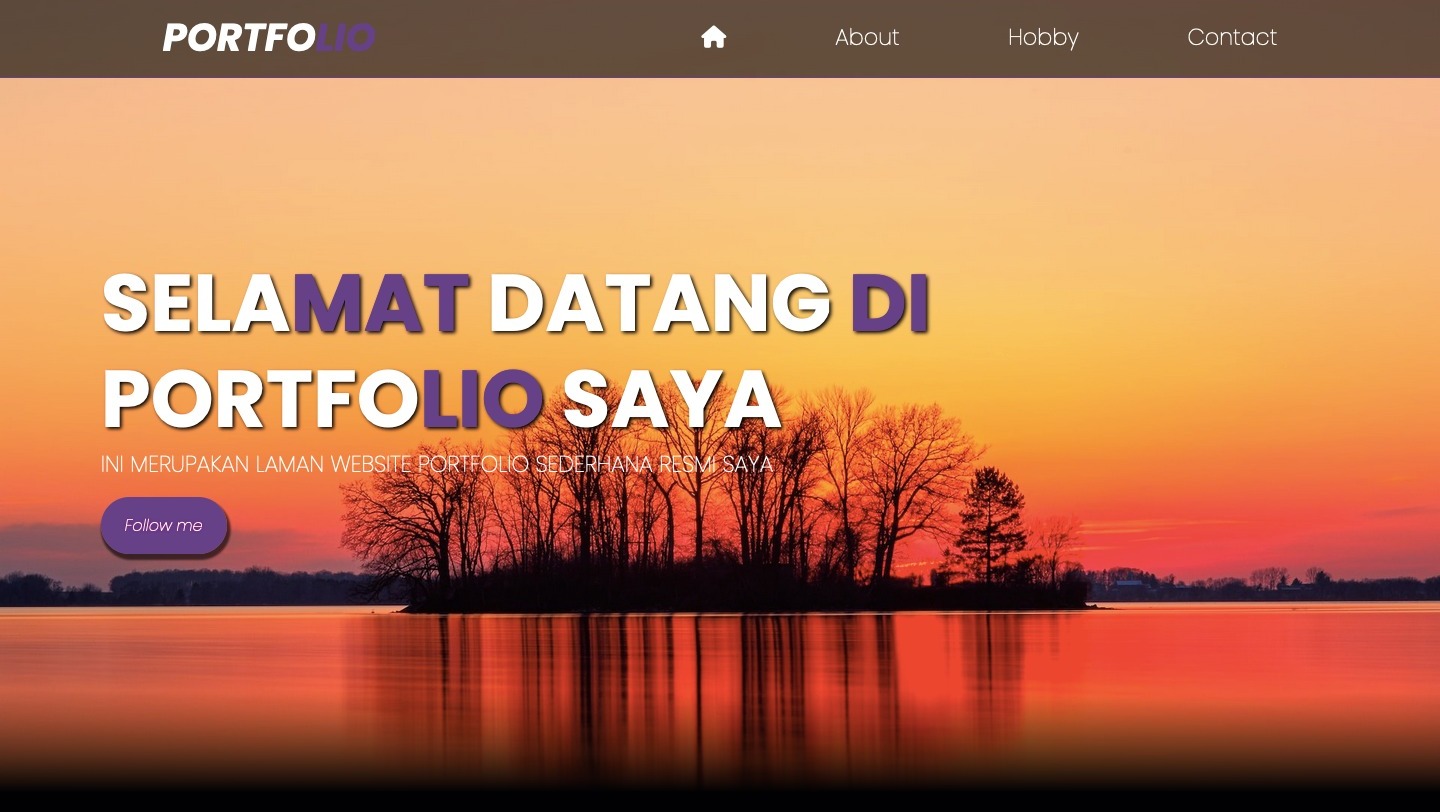 PORTFOLIO
About
Hobby
Contact
SELAMAT DATANG DI
PORTFOLIO SAYA
INI MERUPAKAN LAMAN WEBSITE PORTFOLIO SEDERHANA RESMI SAYA
Follow me